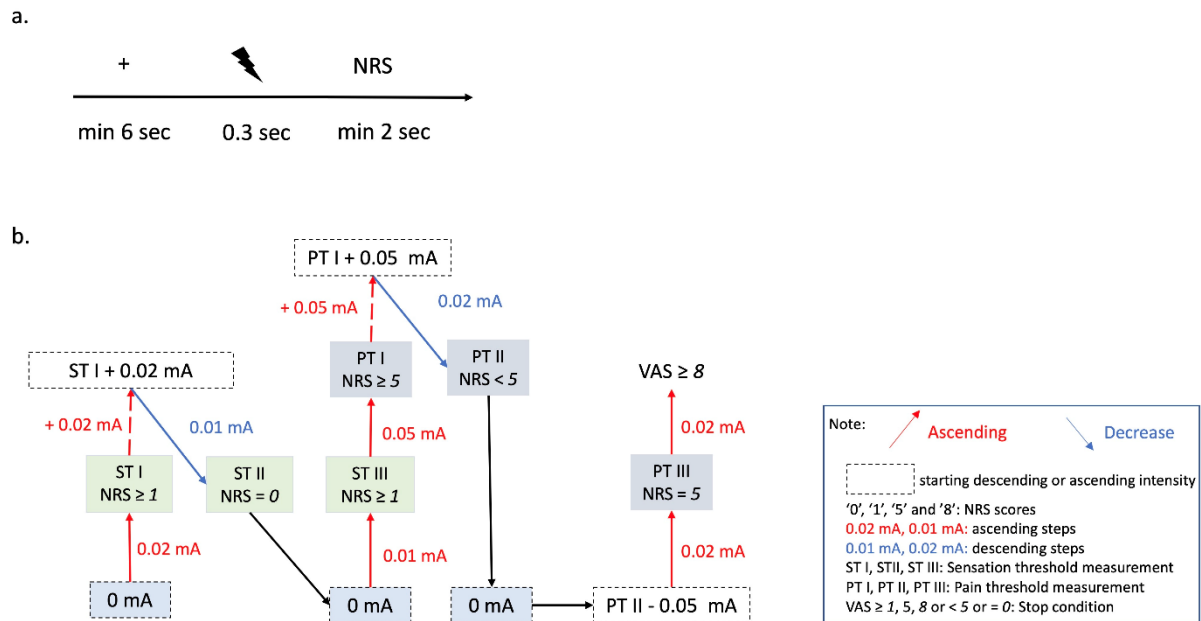 a.
+
NRS
min 6 sec
0.3 sec
min 2 sec
b.
PT I + 0.05 mA
+ 0.05 mA
0.02 mA
ST I + 0.02 mA
PT I
NRS ≥ 5
PT II
NRS < 5
VAS ≥ 8
+ 0.02 mA
0.01 mA
0.05 mA
0.02 mA
ST I
NRS ≥ 1
ST II
NRS = 0
ST III
NRS ≥ 1
PT III
NRS = 5
0.02 mA
0.01 mA
0.02 mA
0 mA
0 mA
0 mA
PT II - 0.05 mA
Note:
Ascending
Decrease
starting descending or ascending intensity
‘0’, ‘1’, ‘5’ and ’8’: NRS scores
0.02 mA, 0.01 mA: ascending steps
0.01 mA, 0.02 mA: descending steps
ST I, STII, ST III: Sensation threshold measurement
PT I, PT II, PT III: Pain threshold measurement
VAS ≥ 1, 5, 8 or < 5 or = 0: Stop condition